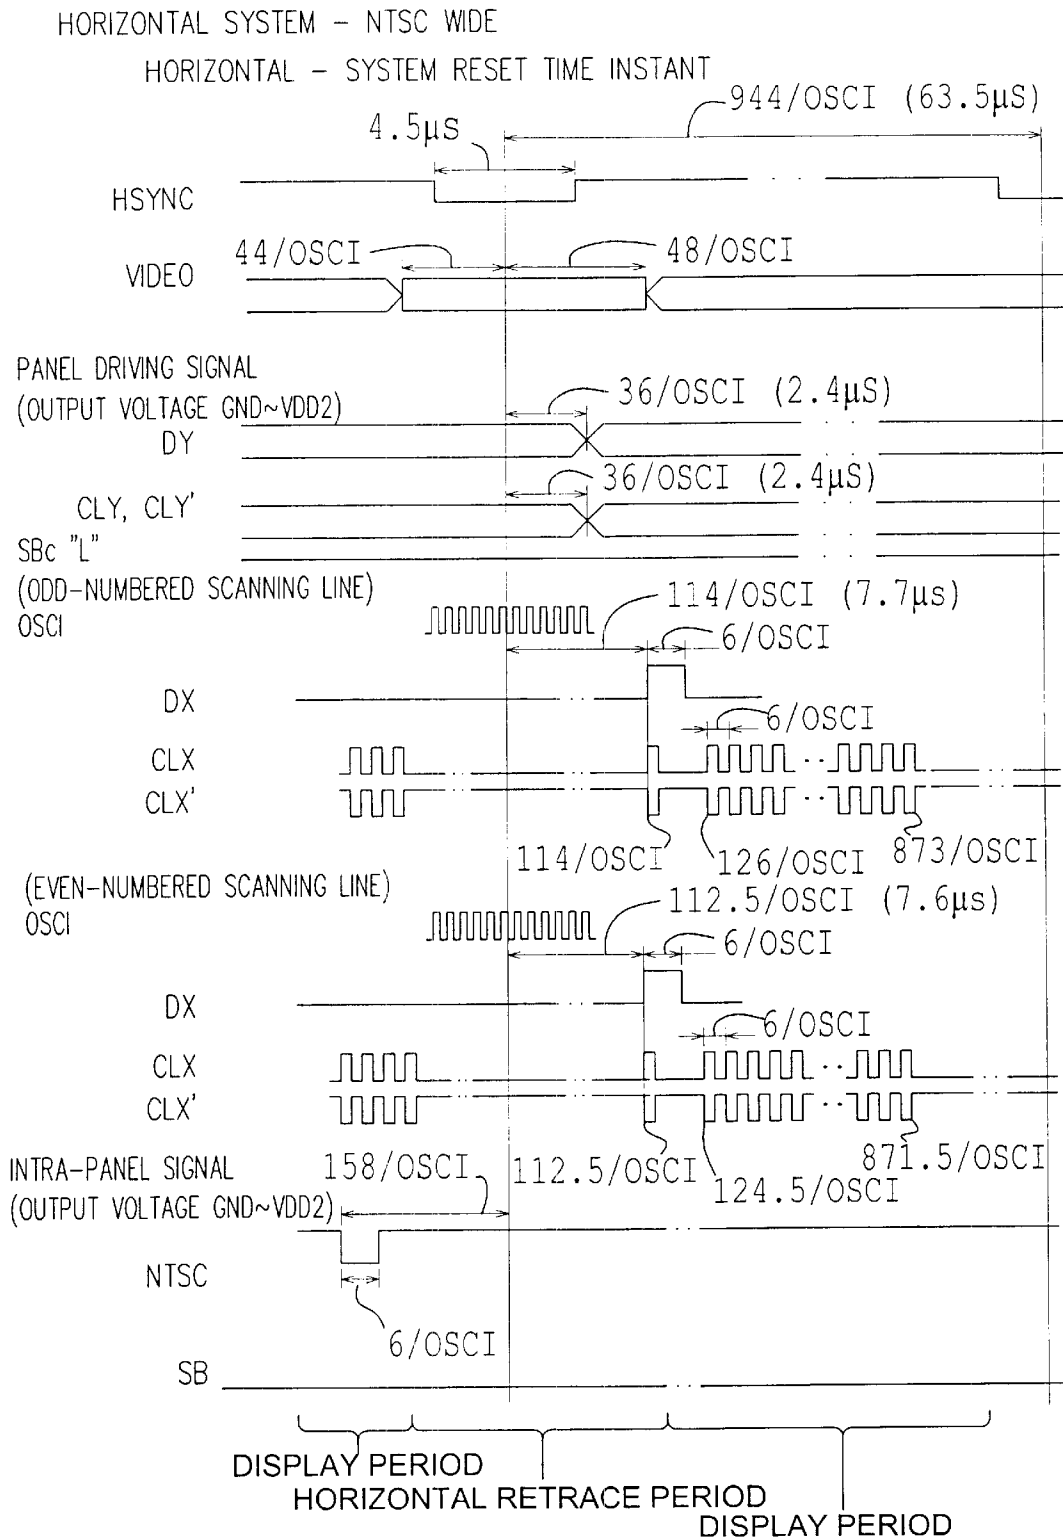 HORIZONTAL SYSTEM - NTSC WIDE
HORIZONTAL - SYSTEM RESET TIME INSTANT
944/OSCI (63.5µS)
4.5µS
HSYNC
44/OSCI
48/OSCI
VIDEO
PANEL DRIVING SIGNAL
(OUTPUT VOLTAGE GND~VDD2)
36/OSCI (2.4µS)
DY
36/OSCI (2.4µS)
CLY, CLY'
SBc "L"
(ODD-NUMBERED SCANNING LINE)
OSCI
114/OSCI (7.7µs)
6/OSCI
DX
6/OSCI
CLX
CLX'
114/OSCI
126/OSCI
873/OSCI
(EVEN-NUMBERED SCANNING LINE)
OSCI
112.5/OSCI (7.6µs)
6/OSCI
DX
6/OSCI
CLX
CLX'
112.5/OSCI
124.5/OSCI
871.5/OSCI
INTRA-PANEL SIGNAL
(OUTPUT VOLTAGE GND~VDD2)
158/OSCI
NTSC
6/OSCI
SB
DISPLAY PERIOD
HORIZONTAL RETRACE PERIOD
DISPLAY PERIOD